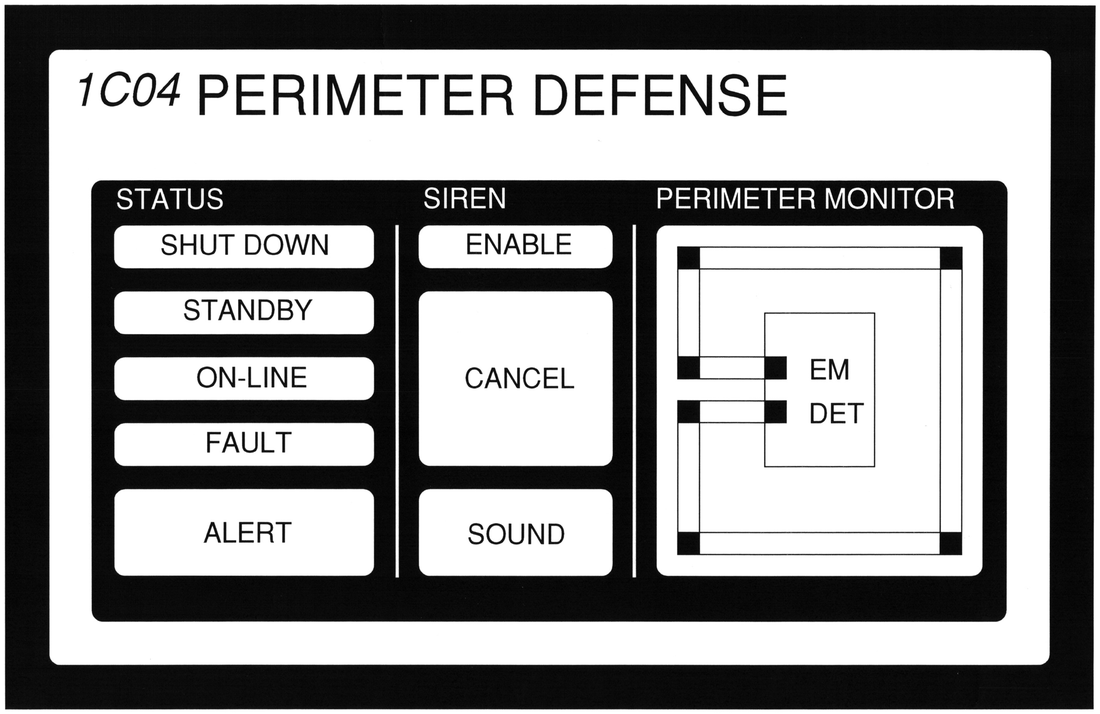 1C04 PERIMETER DEFENSE
STATUS
SHUT DOWN
STANDBY
ON-LINE
FAULT
ALERT
SIREN
ENABLE
CANCEL
SOUND
PERIMETER MONITOR
EM
DET